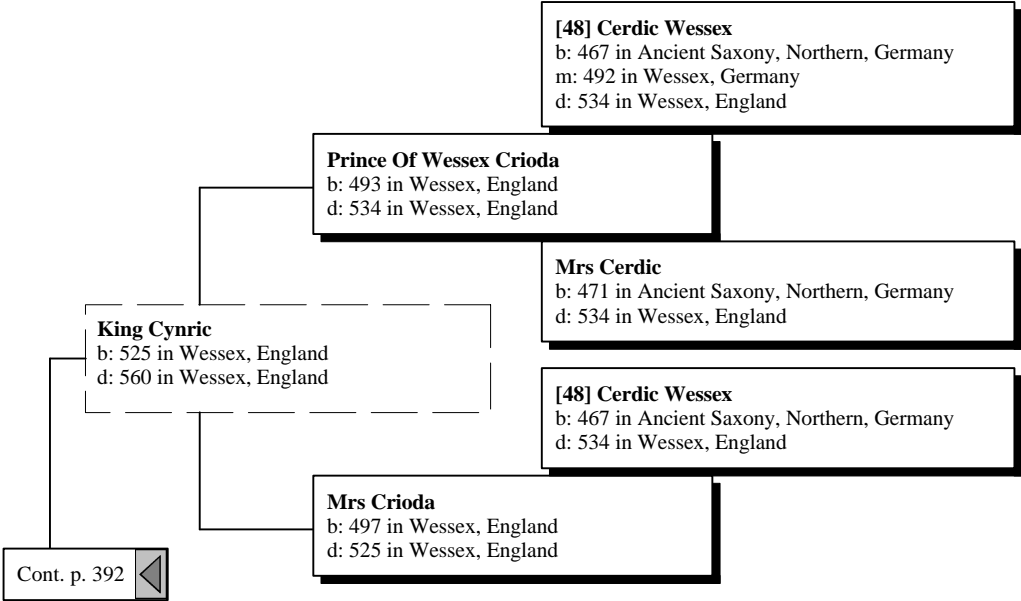 [48] Cerdic Wessex
b: 467 in Ancient Saxony, Northern, Germany
m: 492 in Wessex, Germany
d: 534 in Wessex, England
Prince Of Wessex Crioda
b: 493 in Wessex, England
d: 534 in Wessex, England
Mrs Cerdic
b: 471 in Ancient Saxony, Northern, Germany
d: 534 in Wessex, England
King Cynric
b: 525 in Wessex, England
d: 560 in Wessex, England
[48] Cerdic Wessex
b: 467 in Ancient Saxony, Northern, Germany
d: 534 in Wessex, England
Mrs Crioda
b: 497 in Wessex, England
d: 525 in Wessex, England
Cont. p. 392